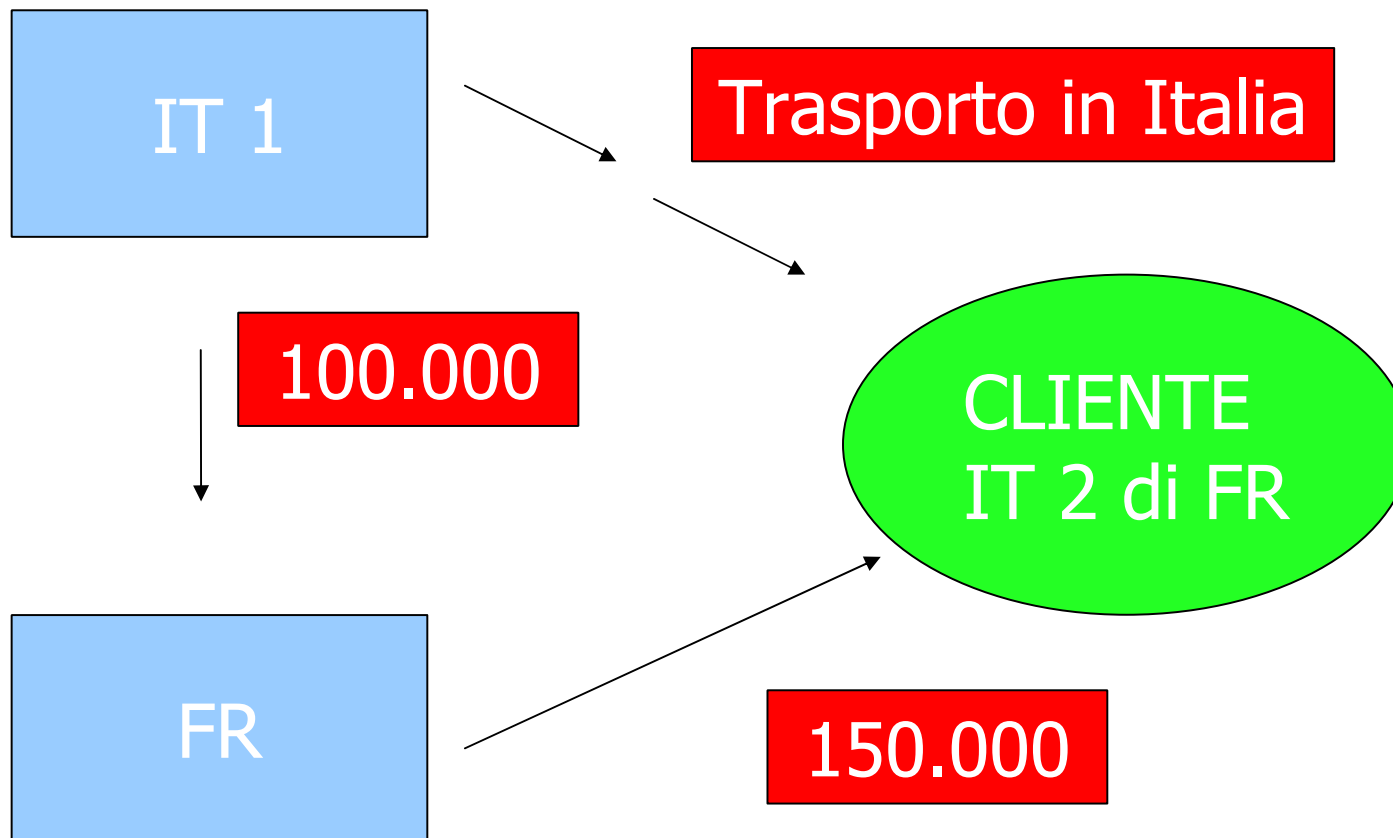 IT 1
Trasporto in Italia
100.000
CLIENTE
IT 2 di FR
FR
150.000